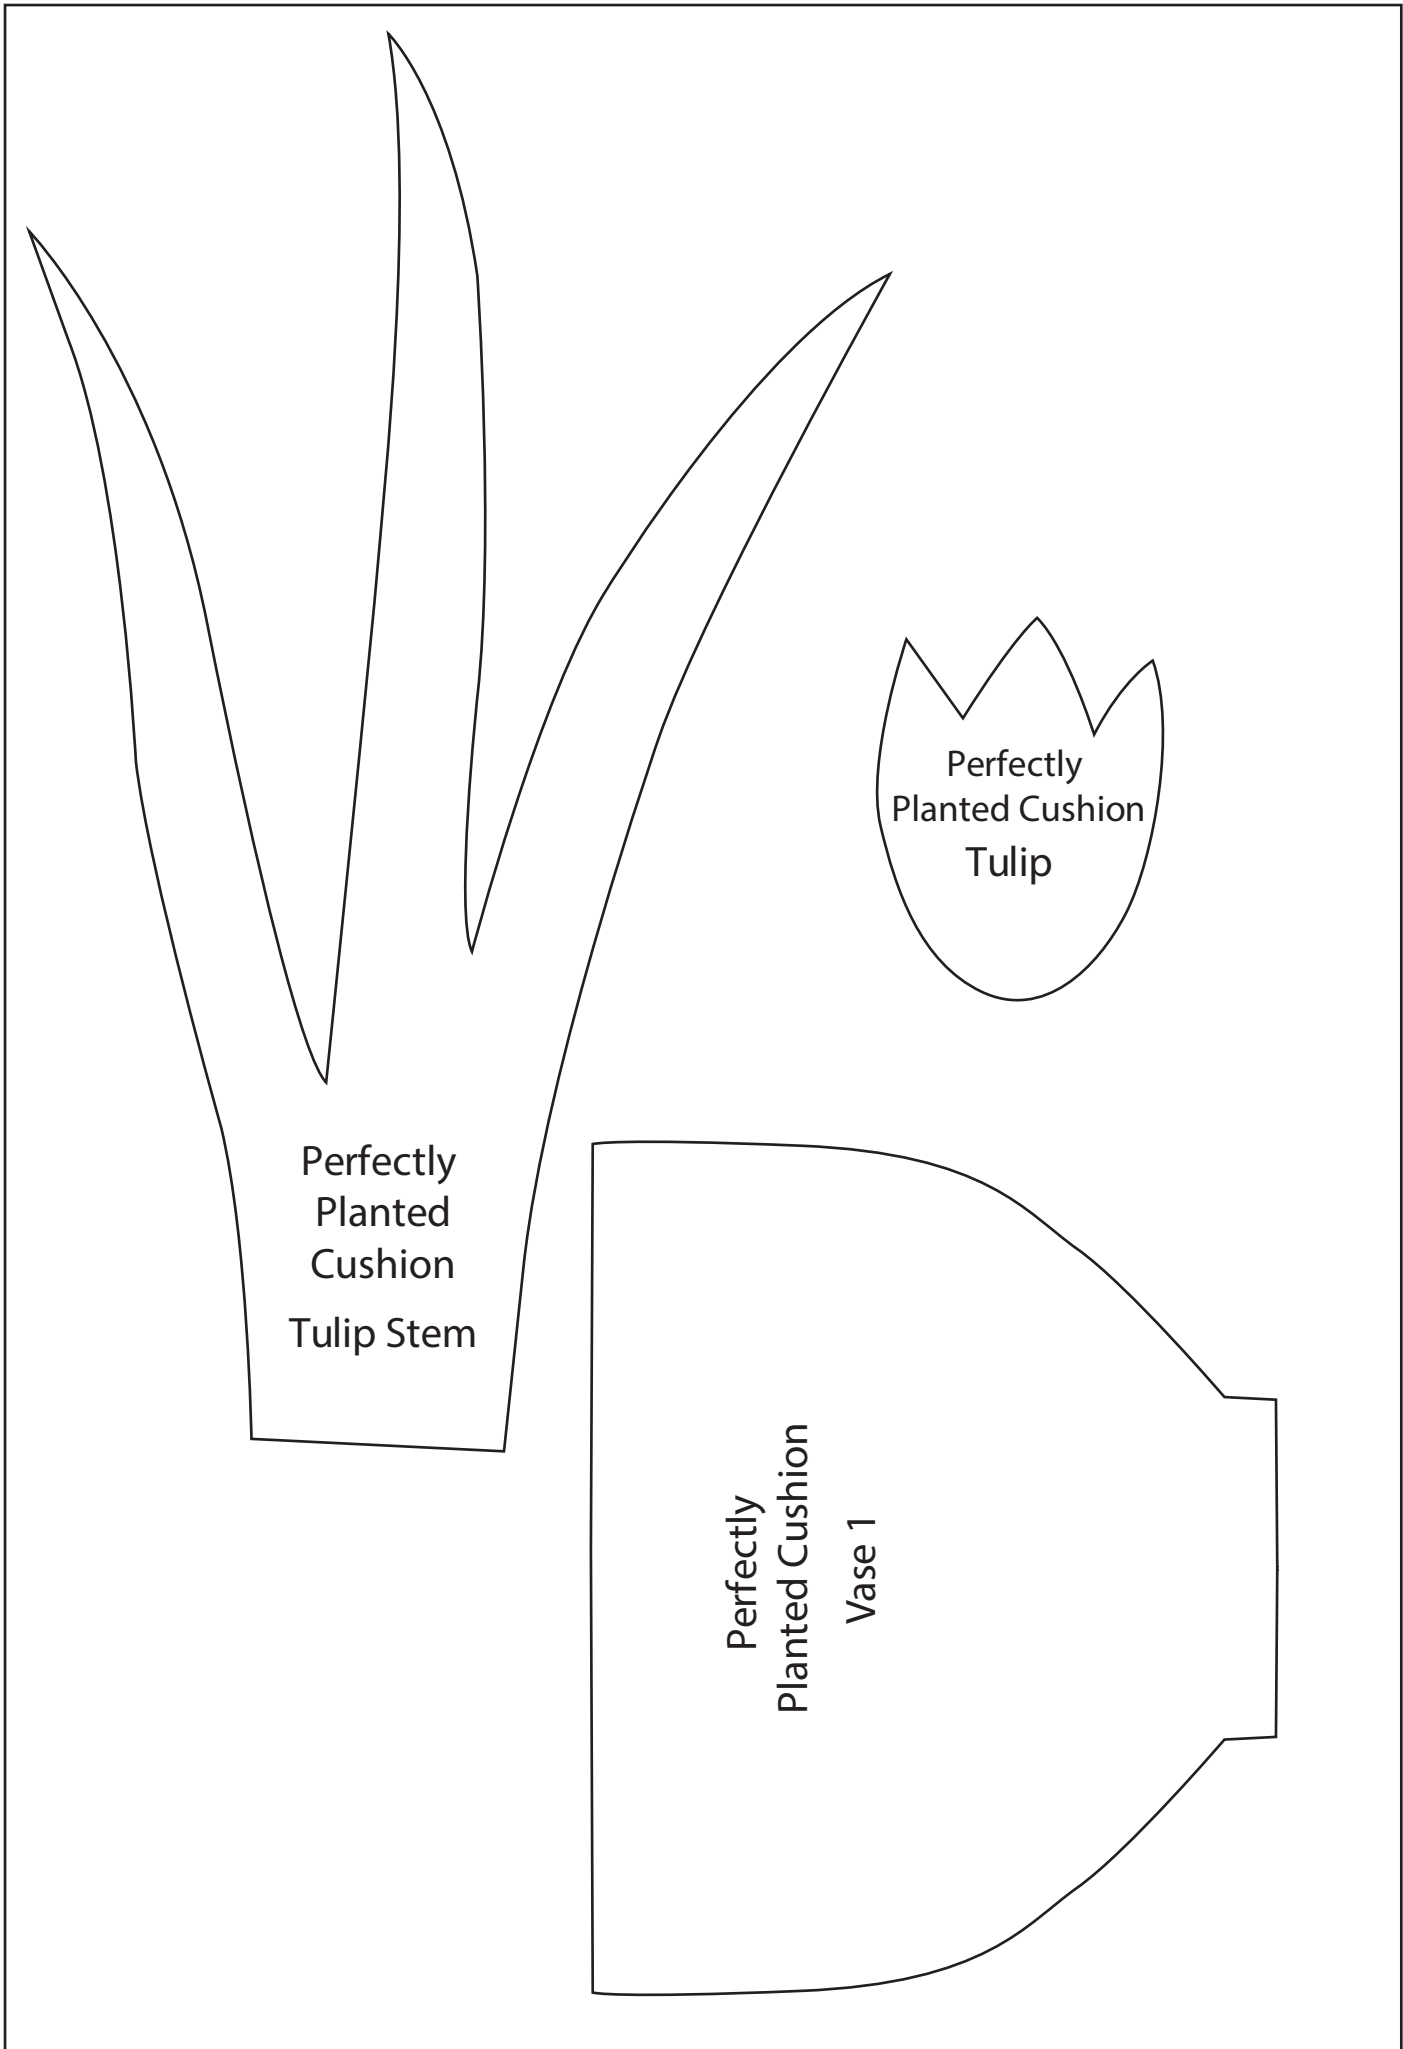 Perfectly
Planted Cushion
Tulip
Perfectly
Planted
Cushion
Tulip Stem
Perfectly
Planted Cushion
Vase 1